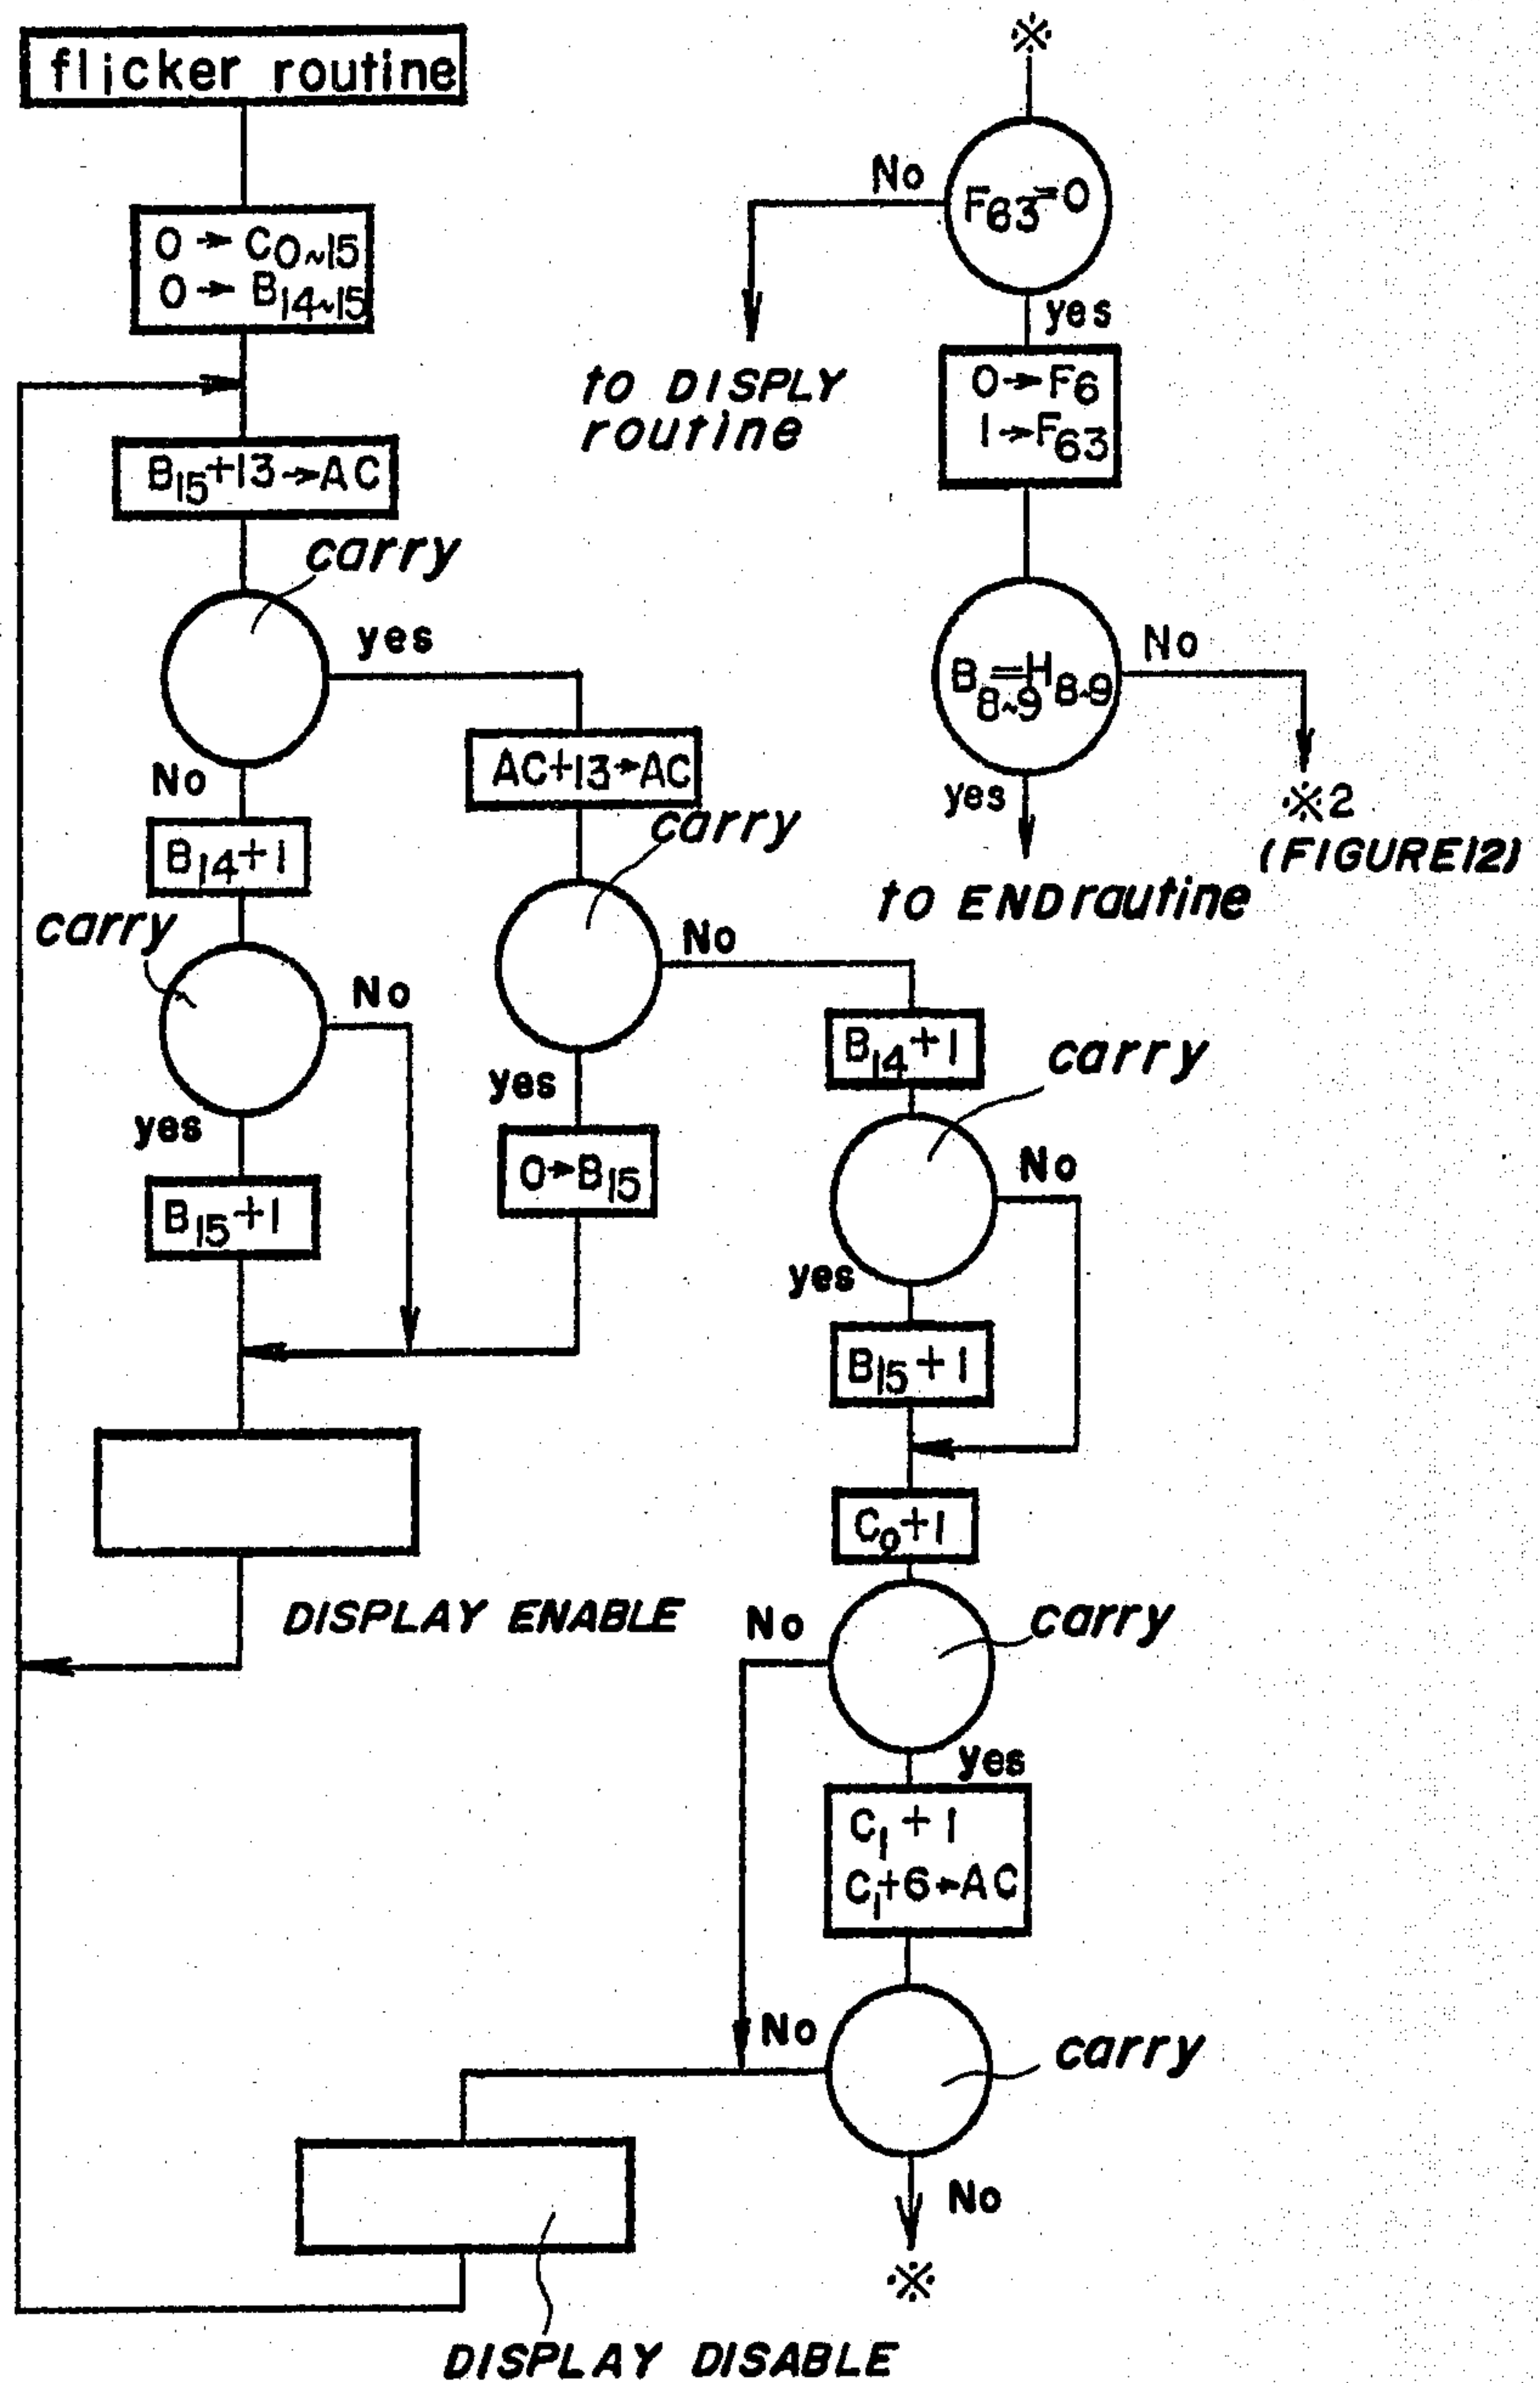 flicker routine
0 → C0~15
0 → B14~15
B15+13→AC
carry
yes
No
B14+1
carry
No
yes
B15+1
AC+13→AC
carry
No
yes
0→B15
DISPLAY ENABLE
B14+1
carry
No
yes
B15+1
C0+1
No
carry
yes
C1+1
C1+6→AC
No
carry
No
※
DISPLAY DISABLE
※
F63=0
No
to DISPLY
routine
yes
0→F6
1→F63
B8~9=H8~9
No
※2
(FIGURE12)
yes
to END rautine